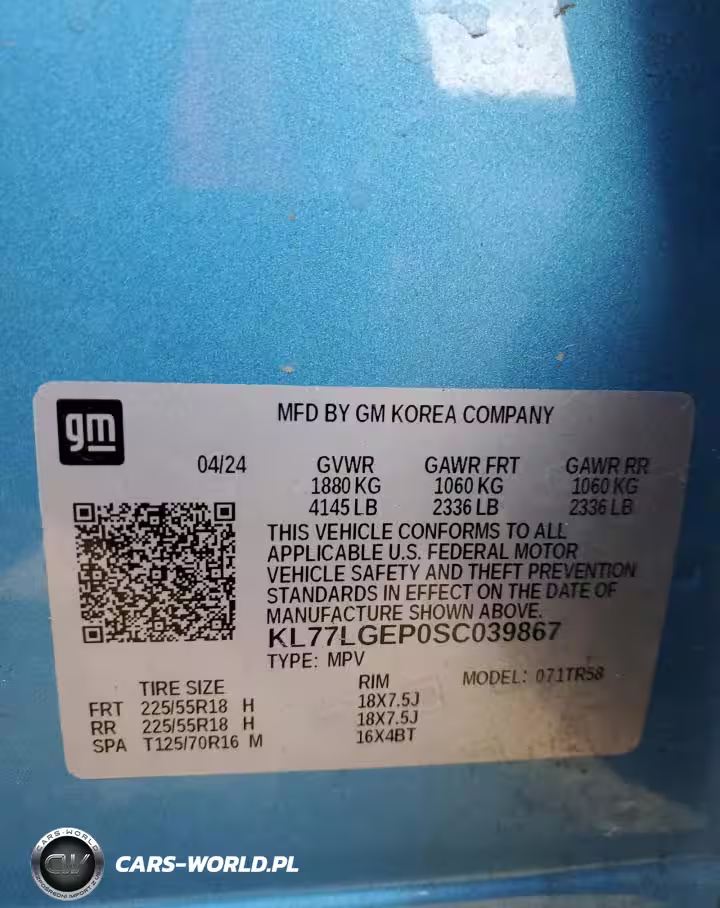 gm
MFD BY GM KOREA COMPANY
04/24 GVWR GAWR FRT GAWR RR
1880 KG 1060 KG 1060 KG
4145 LB 2336 LB 2336 LB
THIS VEHICLE CONFORMS TO ALL
APPLICABLE U.S. FEDERAL MOTOR
VEHICLE SAFETY AND THEFT PREVENTION
STANDARDS IN EFFECT ON THE DATE OF
MANUFACTURE SHOWN ABOVE.
KL77LGEP0SC039867
TYPE: MPV
MODEL: 071TR58
TIRE SIZE RIM
FRT 225/55R18 H 18X7.5J
RR 225/55R18 H 18X7.5J
SPA T125/70R16 M 16X4BT
CARS-WORLD
CW
CARS-WORLD.PL